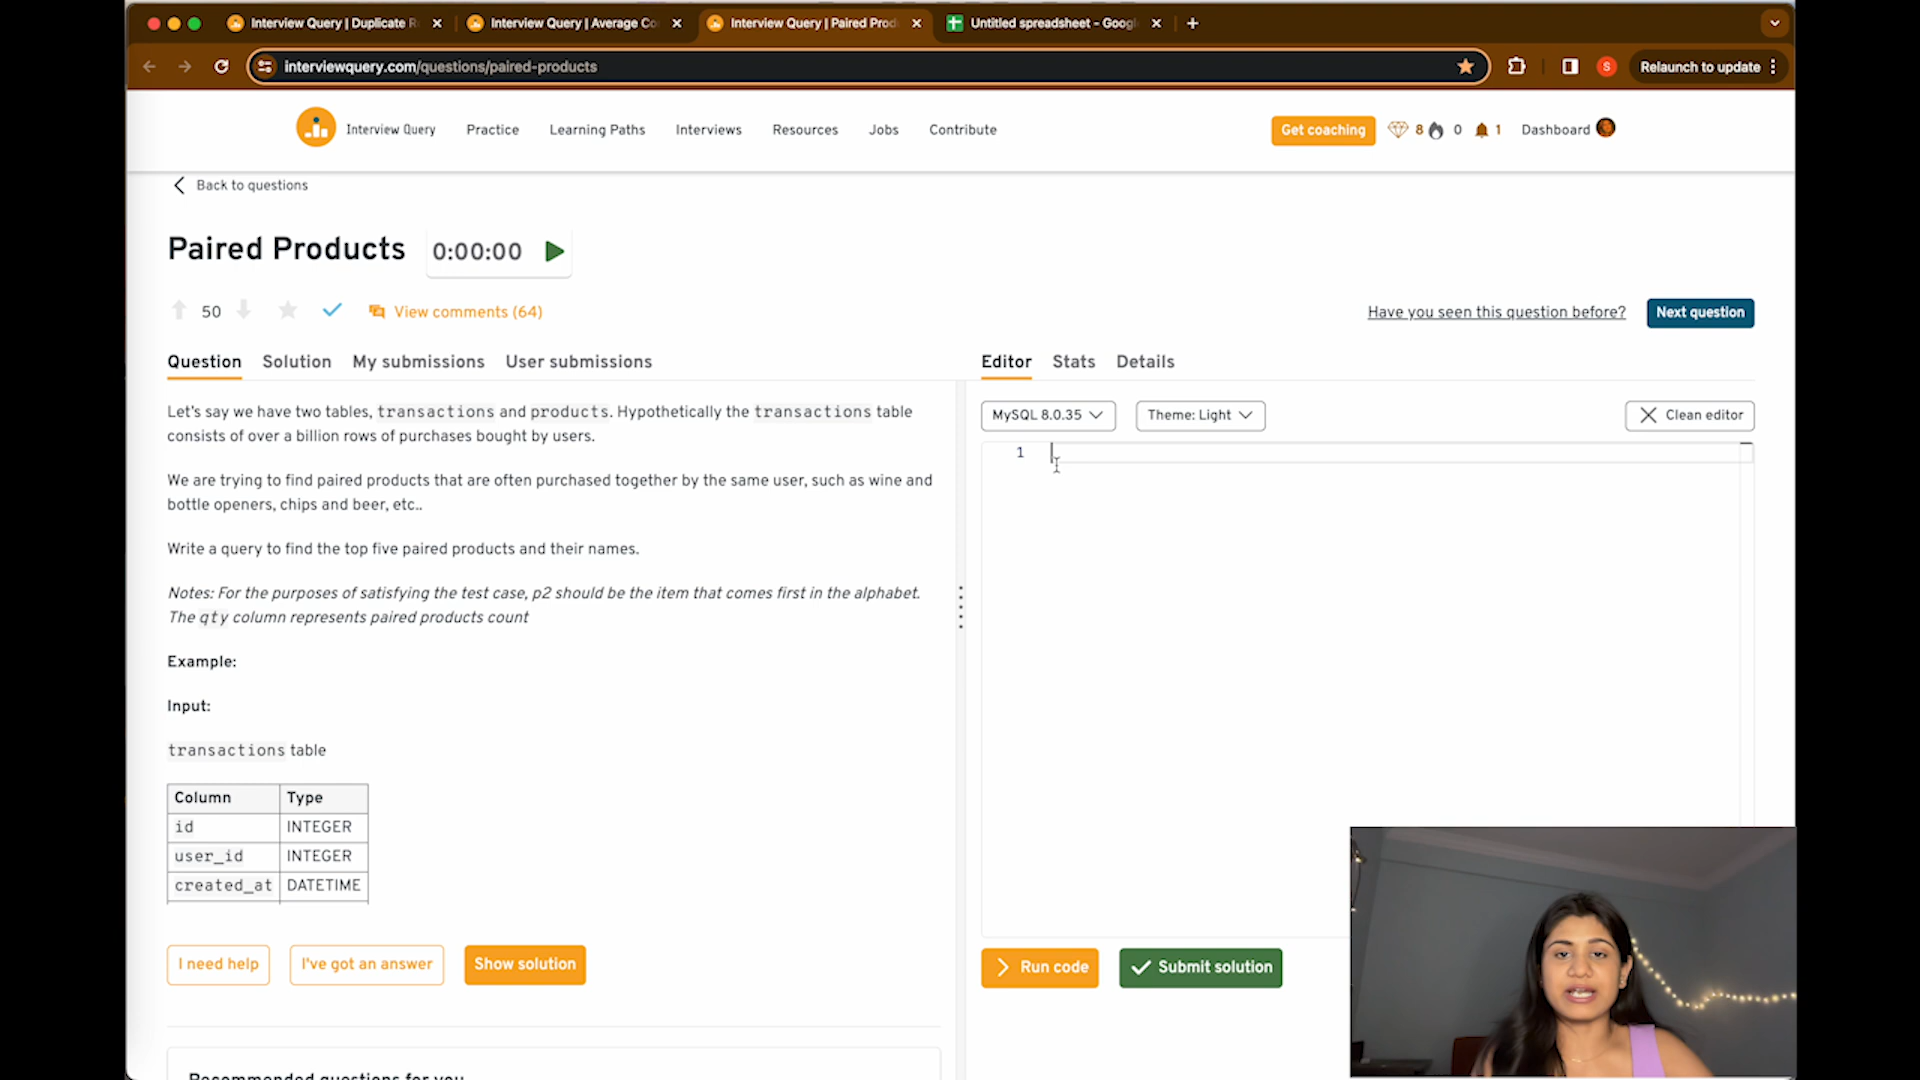 Interview Query | Duplicate R
Interview Query | Average Co
Interview Query | Paired Prod
Untitled spreadsheet - Googl
interviewquery.com/questions/paired-products
S
Relaunch to update
Interview Query
Practice
Learning Paths
Interviews
Resources
Jobs
Contribute
Get coaching
8
0
1
Dashboard
Back to questions
Paired Products
0:00:00
50
View comments (64)
Have you seen this question before?
Next question
Question
Solution
My submissions
User submissions
Editor
Stats
Details
Let's say we have two tables, transactions and products. Hypothetically the transactions table
consists of over a billion rows of purchases bought by users.
We are trying to find paired products that are often purchased together by the same user, such as wine and
bottle openers, chips and beer, etc..
Write a query to find the top five paired products and their names.
Notes: For the purposes of satisfying the test case, p2 should be the item that comes first in the alphabet.
The qty column represents paired products count
Example:
Input:
transactions table
Column Type
id INTEGER
user_id INTEGER
created_at DATETIME
I need help
I've got an answer
Show solution
Recommended questions for you
MySQL 8.0.35
Theme: Light
Clean editor
1
Run code
Submit solution